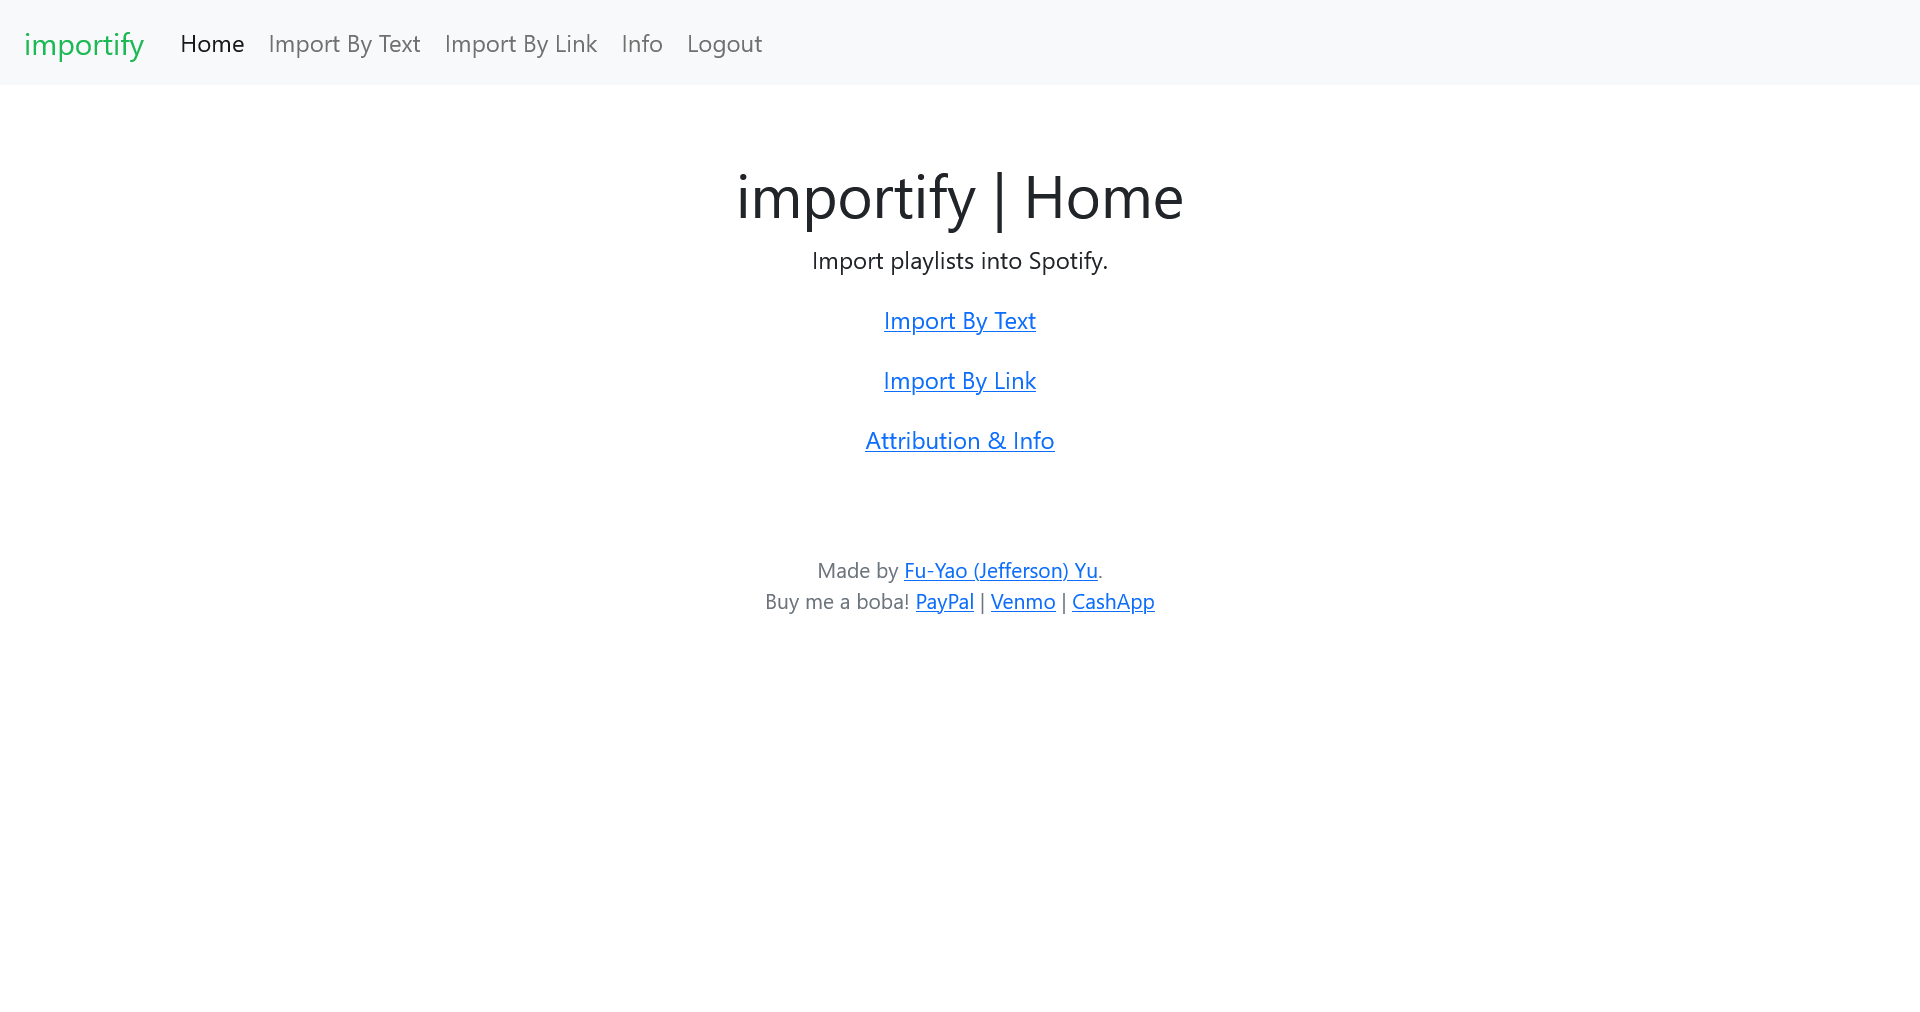 importify Home Import By Text Import By Link Info Logout
importify | Home
Import playlists into Spotify.
Import By Text
Import By Link
Attribution & Info
Made by Fu-Yao (Jefferson) Yu.
Buy me a boba! PayPal | Venmo | CashApp